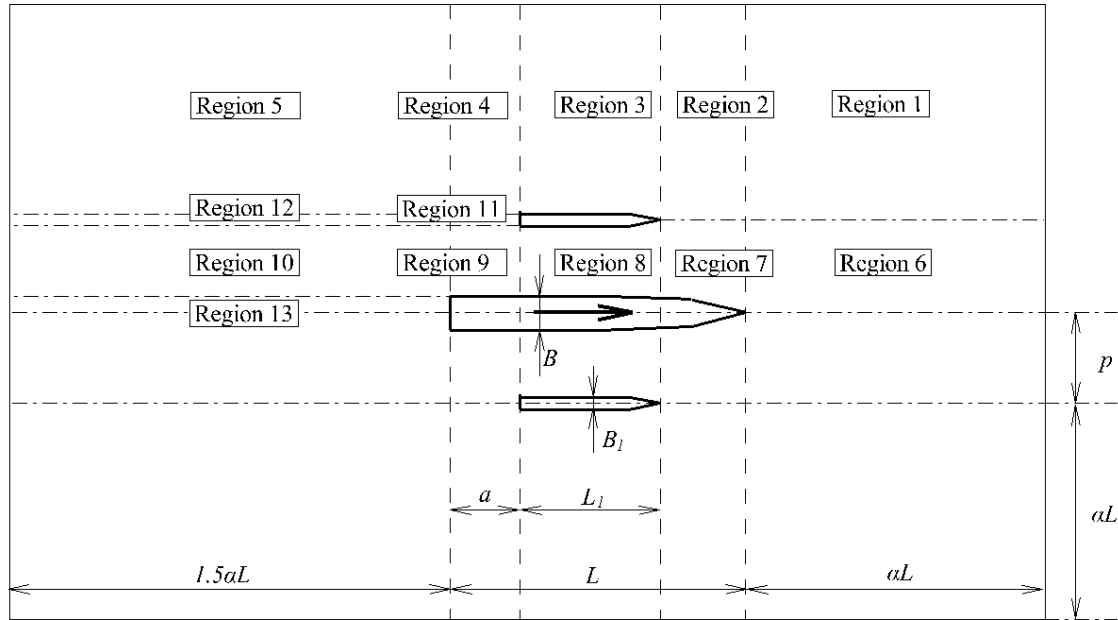 Region 5
Region 4
Region 3
Region 2
Region 1
Region 12
Region 11
Region 10
Region 9
Region 8
Region 7
Region 6
Region 13
B
p
B1
a
L1
αL
1.5αL
L
αL